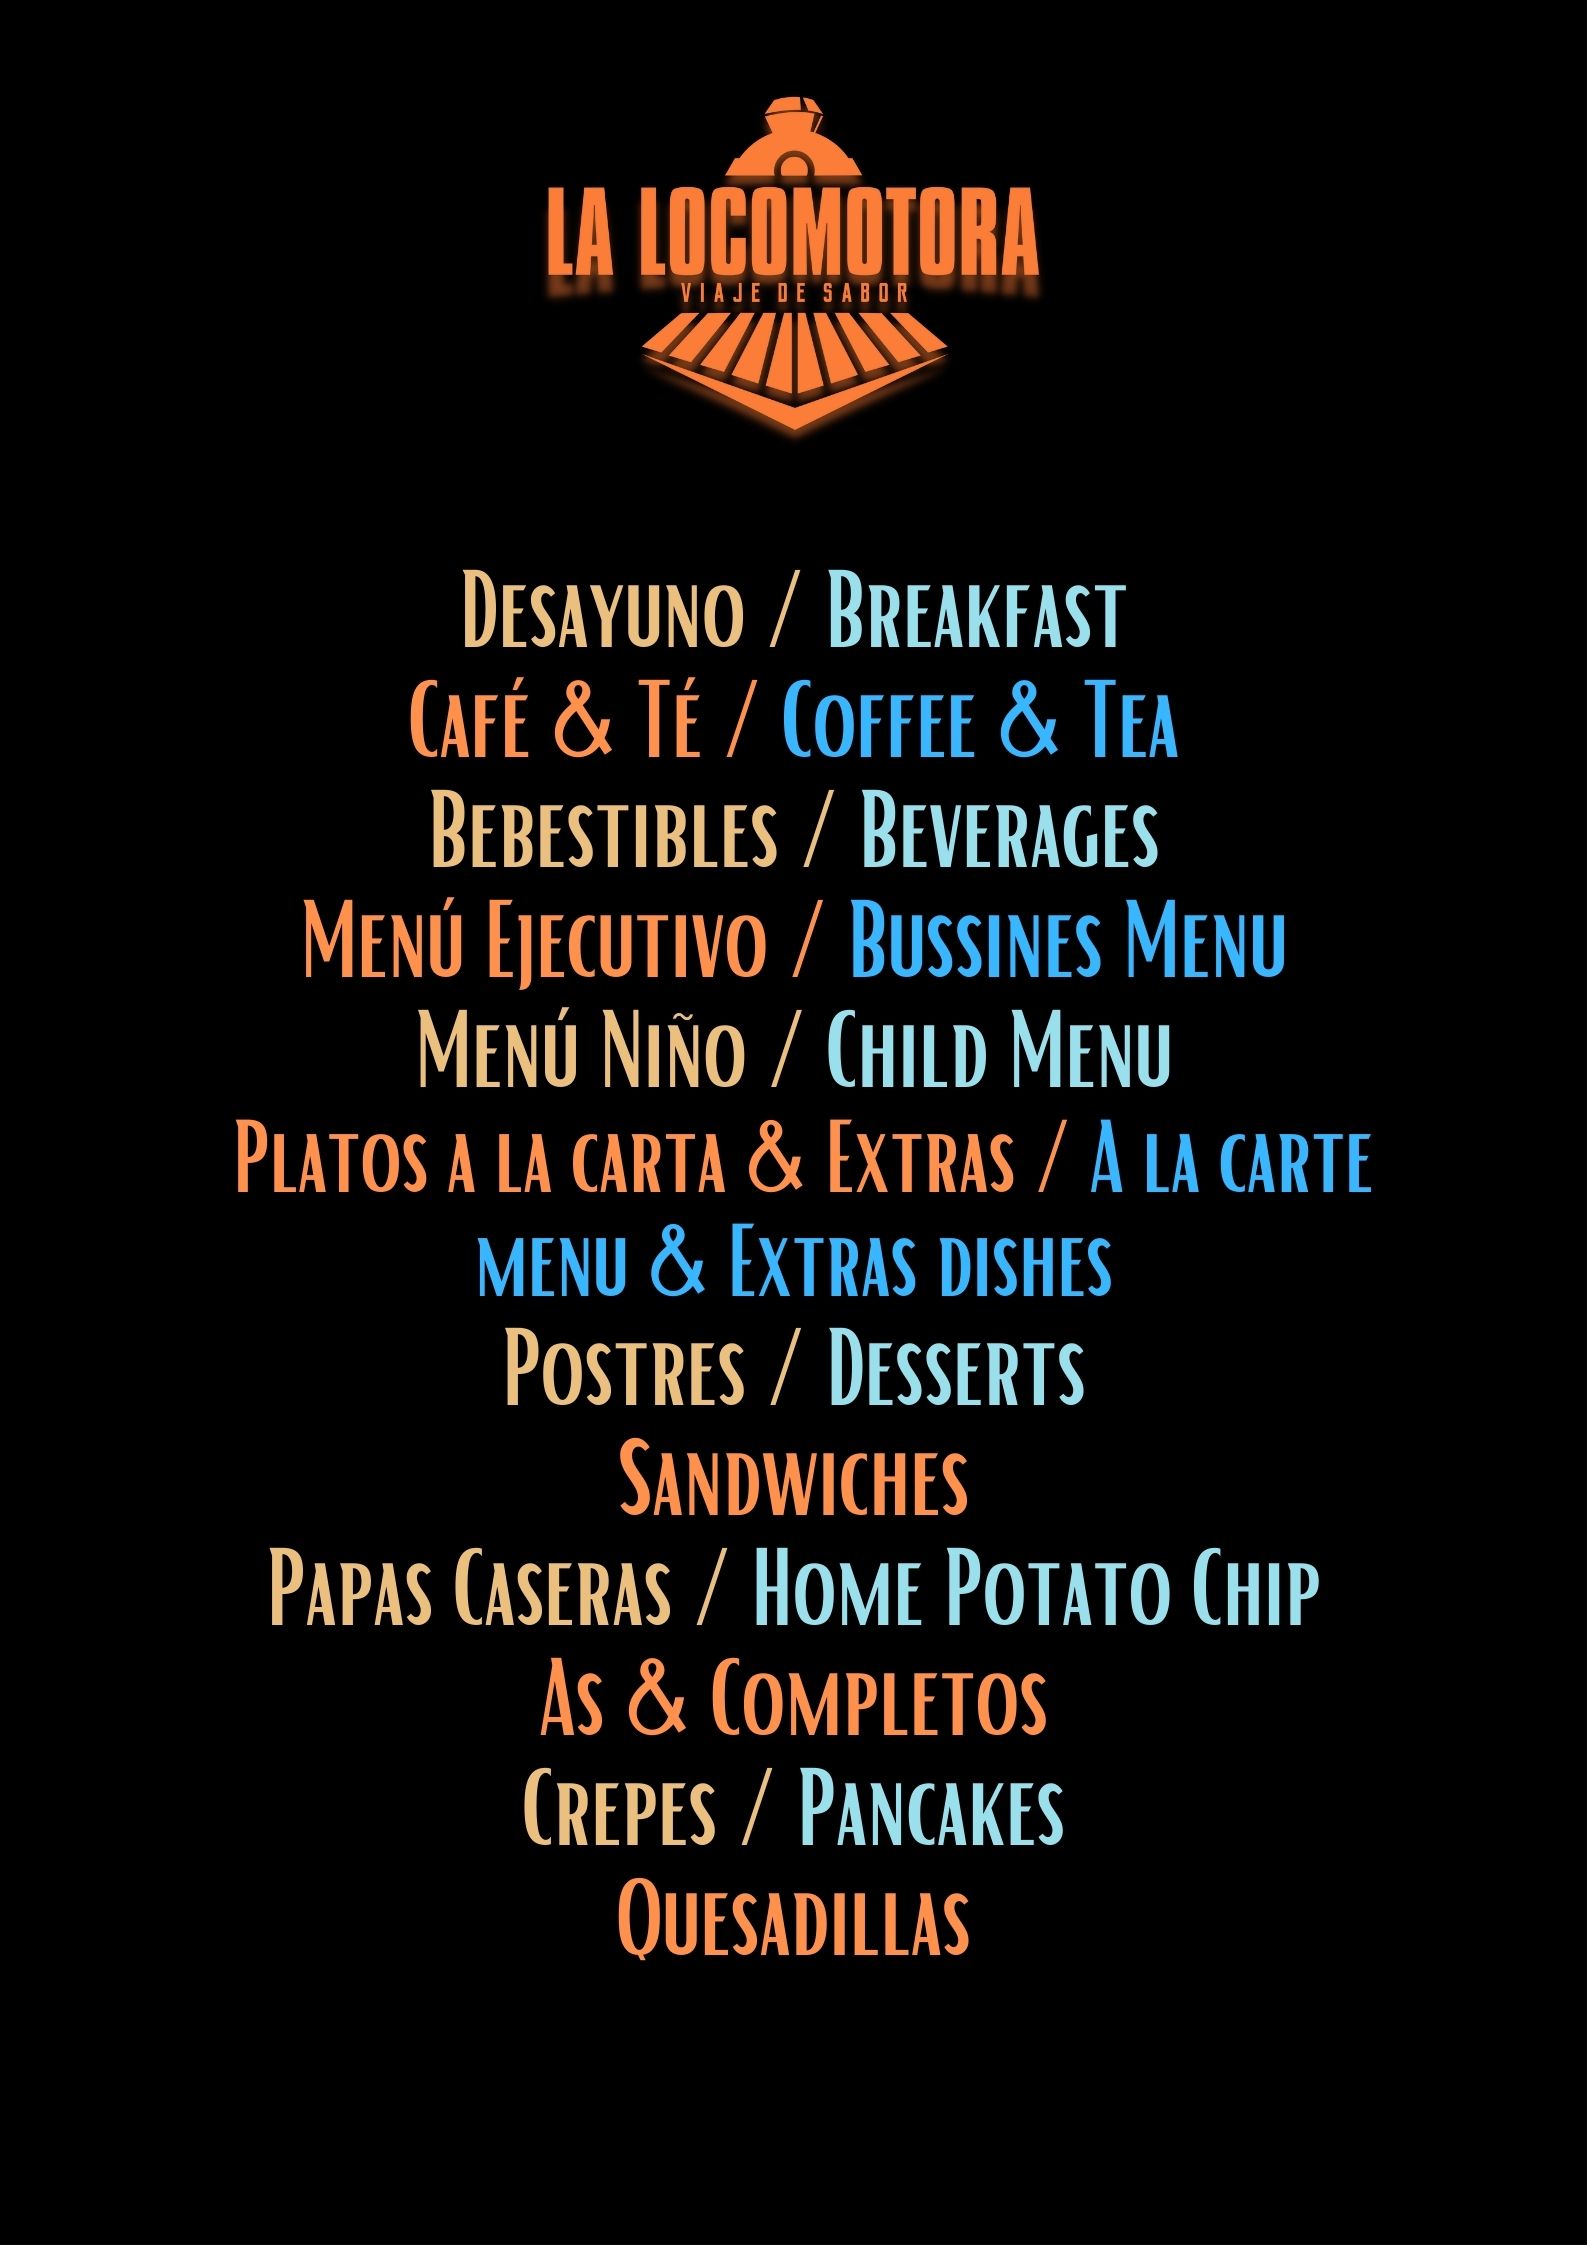 LA LOCOMOTORA
VIAJE DE SABOR
Desayuno / Breakfast
Café & Té / Coffee & Tea
Bebestibles / Beverages
Menú Ejecutivo / Bussines Menu
Menú Niño / Child Menu
Platos a la carta & Extras / A la carte
menu & Extras dishes
Postres / Desserts
Sandwiches
Papas Caseras / Home Potato Chip
As & Completos
Crepes / Pancakes
Quesadillas